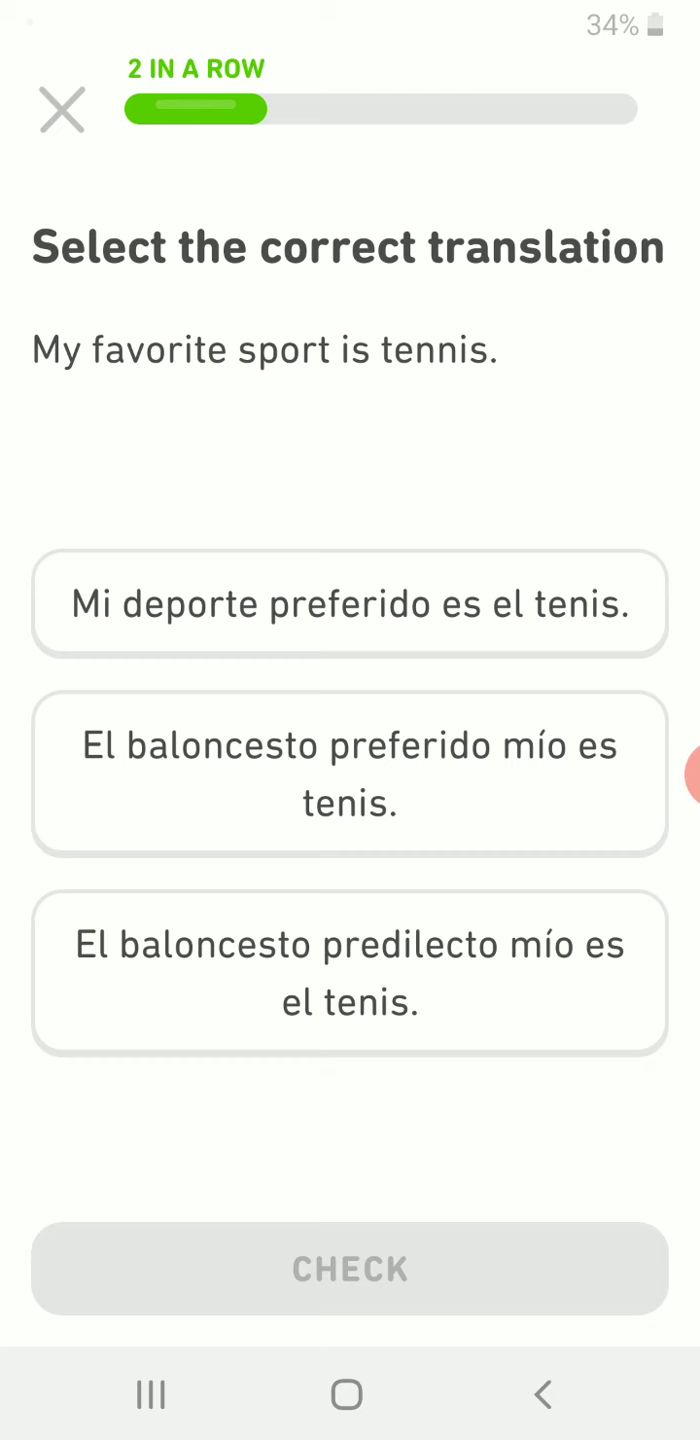 34%
2 IN A ROW
Select the correct translation
My favorite sport is tennis.
Mi deporte preferido es el tenis.
El baloncesto preferido mío es
tenis.
El baloncesto predilecto mío es
el tenis.
CHECK